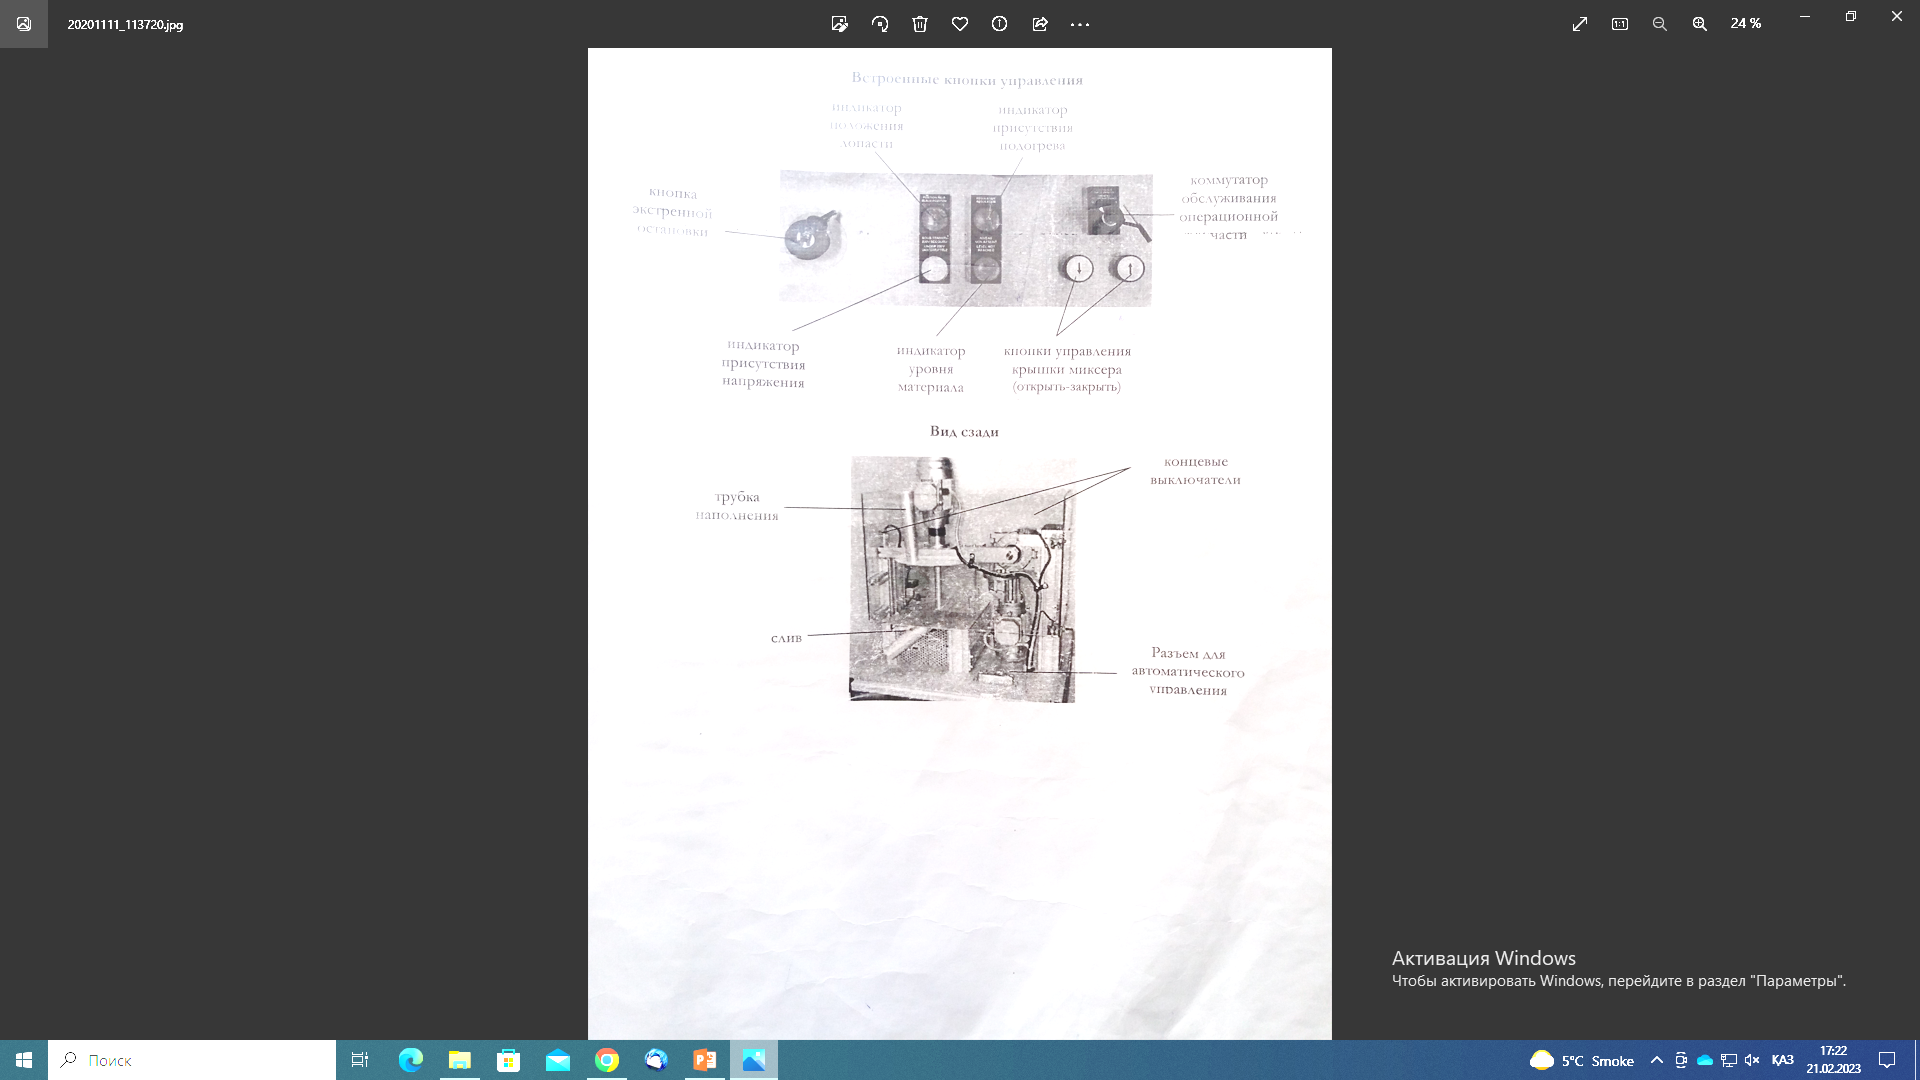 20201111_113720.jpg
24 %
Встроенные кнопки управления
индикатор
положения
лопасти
индикатор
присутствия
подогрева
кнопка
экстренной
остановки
коммутатор
обслуживания
операционной
части
индикатор
присутствия
напряжения
индикатор
уровня
материала
кнопки управления
крышки миксера
(открыть-закрыть)
Вид сзади
концевые
выключатели
трубка
наполнения
слив
Разъем для
автоматического
управления
Активация Windows
Чтобы активировать Windows, перейдите в раздел "Параметры".
Поиск
5°C Smoke
ҚАЗ
17:22
21.02.2023